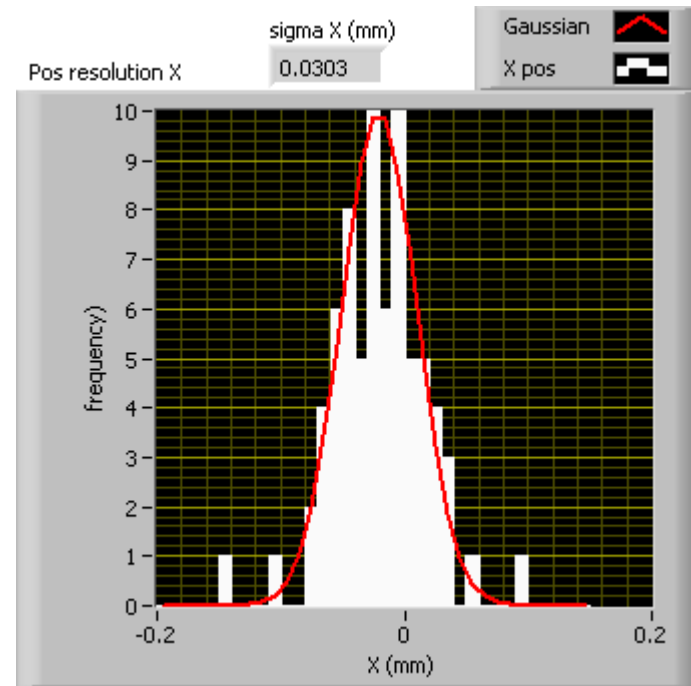 sigma X (mm)
Gaussian
Pos resolution X
0.0303
X pos
10
9
8
7
6
5
4
3
2
1
0
frequency)
-0.2
0
0.2
X (mm)